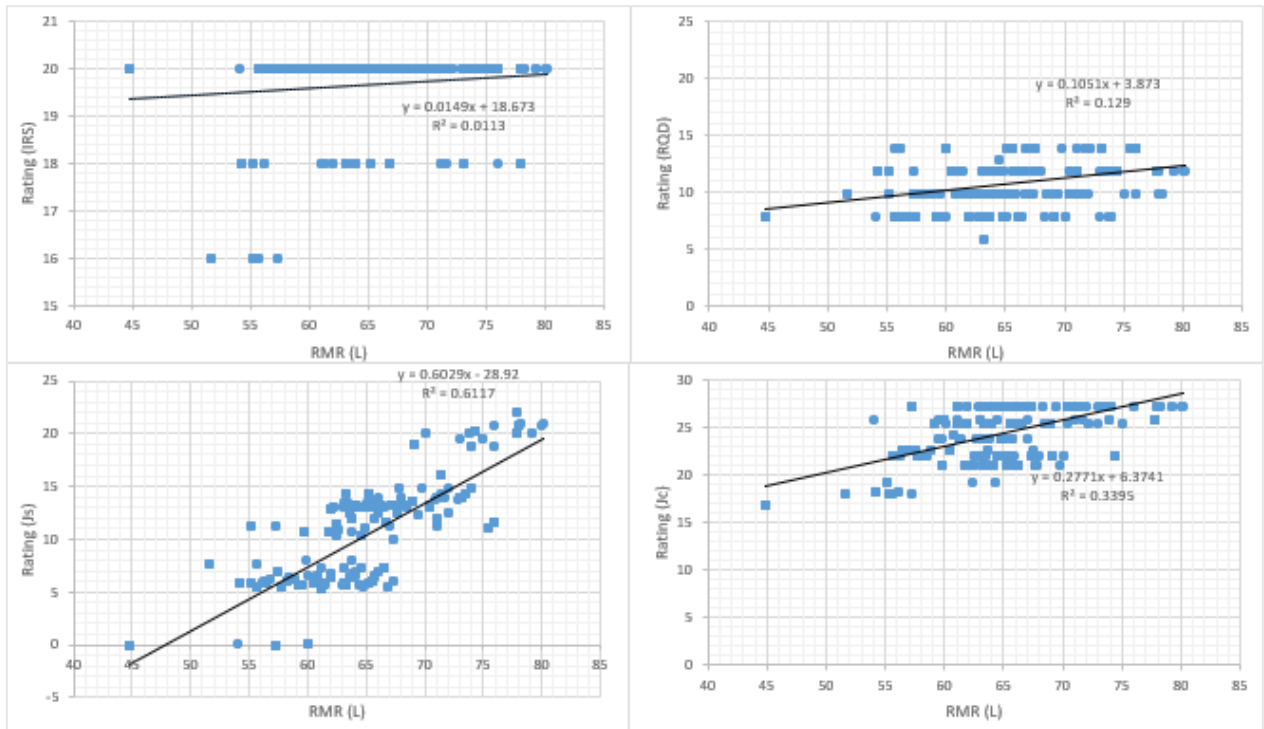 21
20
19
18
17
16
15
40 45 50 55 60 65 70 75 80 85
Rating (IRS)
RMR (L)
y = 0.0149x + 18.673
R² = 0.0113
25
20
15
10
5
0
40 45 50 55 60 65 70 75 80 85
Rating (RQD)
RMR (L)
y = 0.1051x + 3.873
R² = 0.129
25
20
15
10
5
0
-5
40 45 50 55 60 65 70 75 80 85
Rating (Js)
RMR (L)
y = 0.6029x - 28.92
R² = 0.6117
30
25
20
15
10
5
0
40 45 50 55 60 65 70 75 80 85
Rating (Jc)
RMR (L)
y = 0.2771x + 6.3741
R² = 0.3395